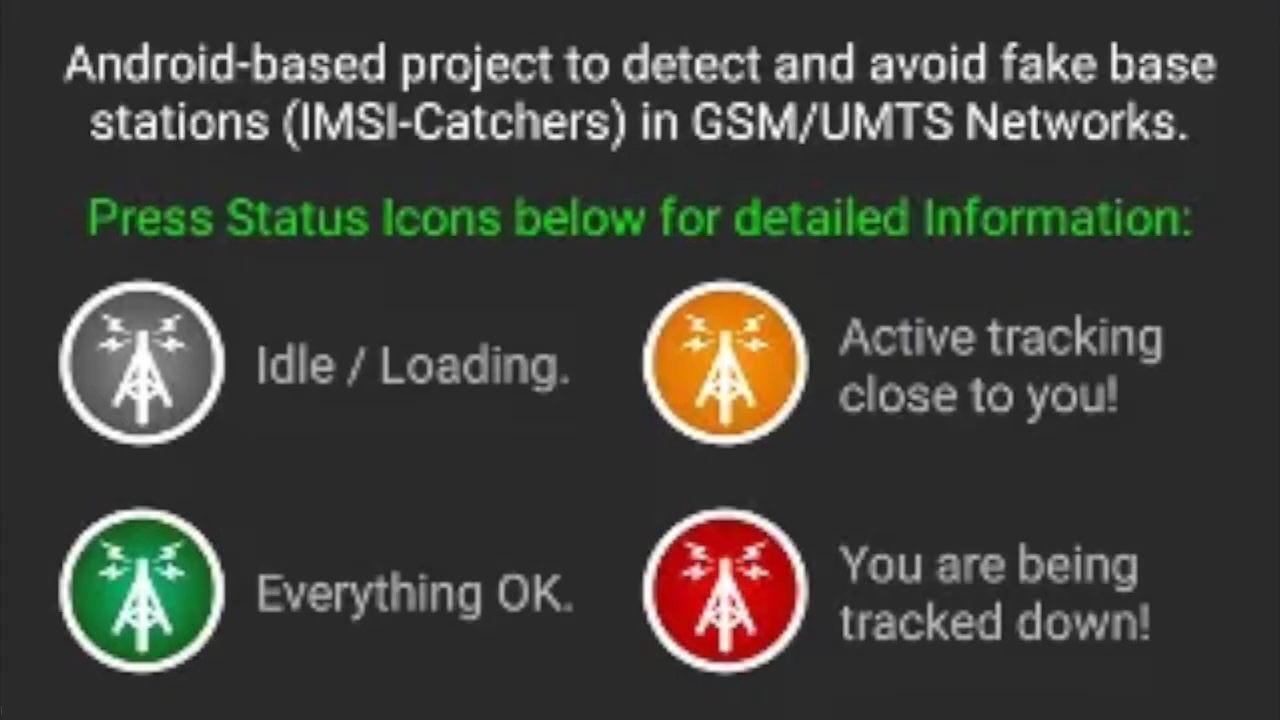 Android-based project to detect and avoid fake base
stations (IMSI-Catchers) in GSM/UMTS Networks.
Press Status Icons below for detailed Information:
Idle / Loading.
Active tracking
close to you!
Everything OK.
You are being
tracked down!